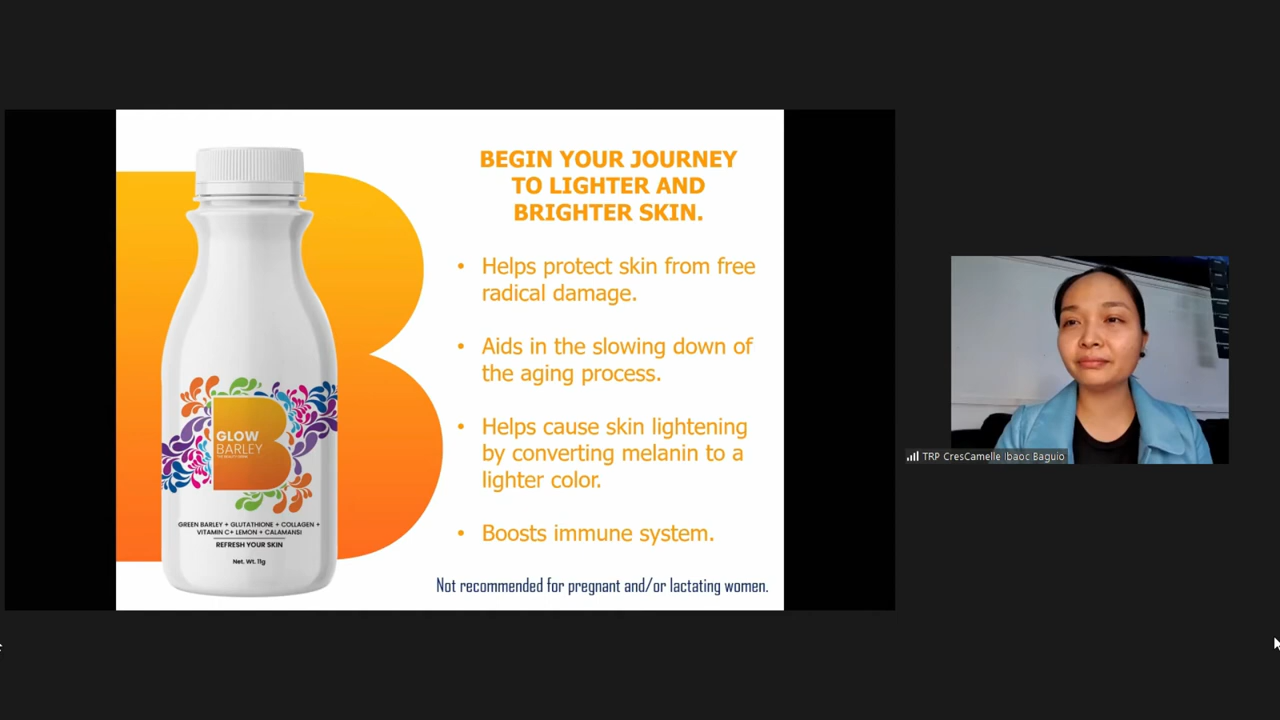 BEGIN YOUR JOURNEY
TO LIGHTER AND
BRIGHTER SKIN.
• Helps protect skin from free
radical damage.
• Aids in the slowing down of
the aging process.
• Helps cause skin lightening
by converting melanin to a
lighter color.
• Boosts immune system.
Not recommended for pregnant and/or lactating women.
GLOW
BARLEY
THE BEAUTY DRINK
GREEN BARLEY + GLUTATHIONE + COLLAGEN +
VITAMIN C+ LEMON + CALAMANSI
REFRESH YOUR SKIN
Net. Wt. 11g
TRP CresCamelle Ibaoc Baguio